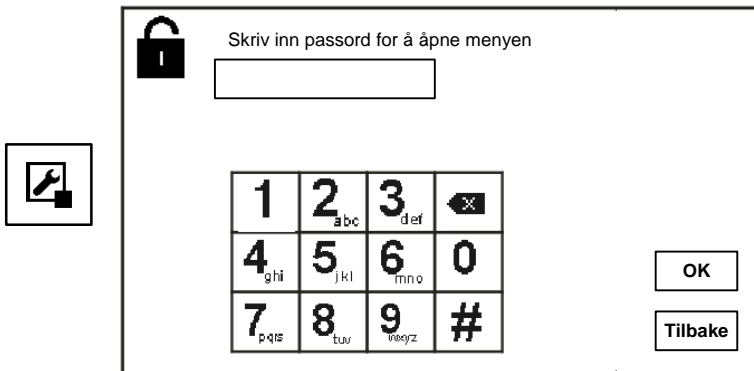 Skriv inn passord for å åpne menyen
1 2 abc 3 def x
4 ghi 5 jkl 6 mno 0
7 pqrs 8 tuv 9 wxyz #
OK
Tilbake